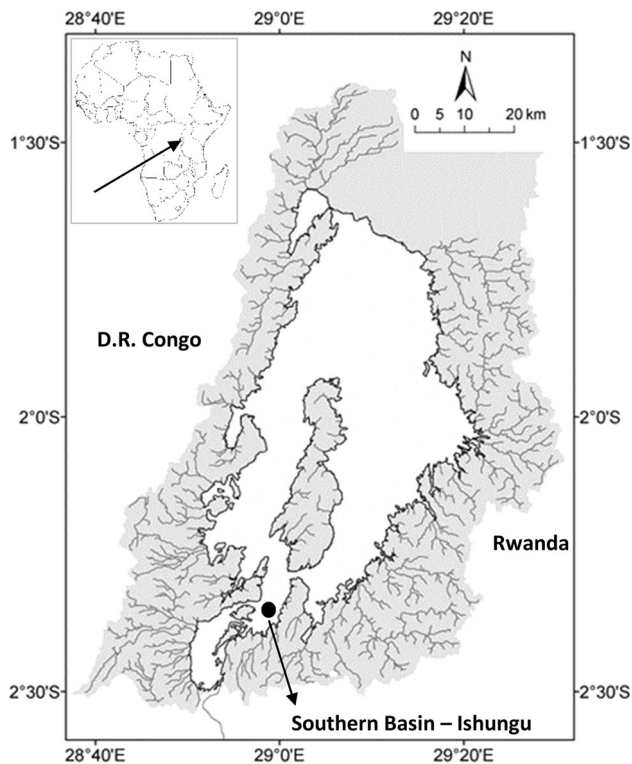 28°40'E 29°0'E 29°20'E
N
0 5 10 20 km
1°30'S 1°30'S
D.R. Congo
2°0'S 2°0'S
Rwanda
2°30'S 2°30'S
Southern Basin – Ishungu
28°40'E 29°0'E 29°20'E